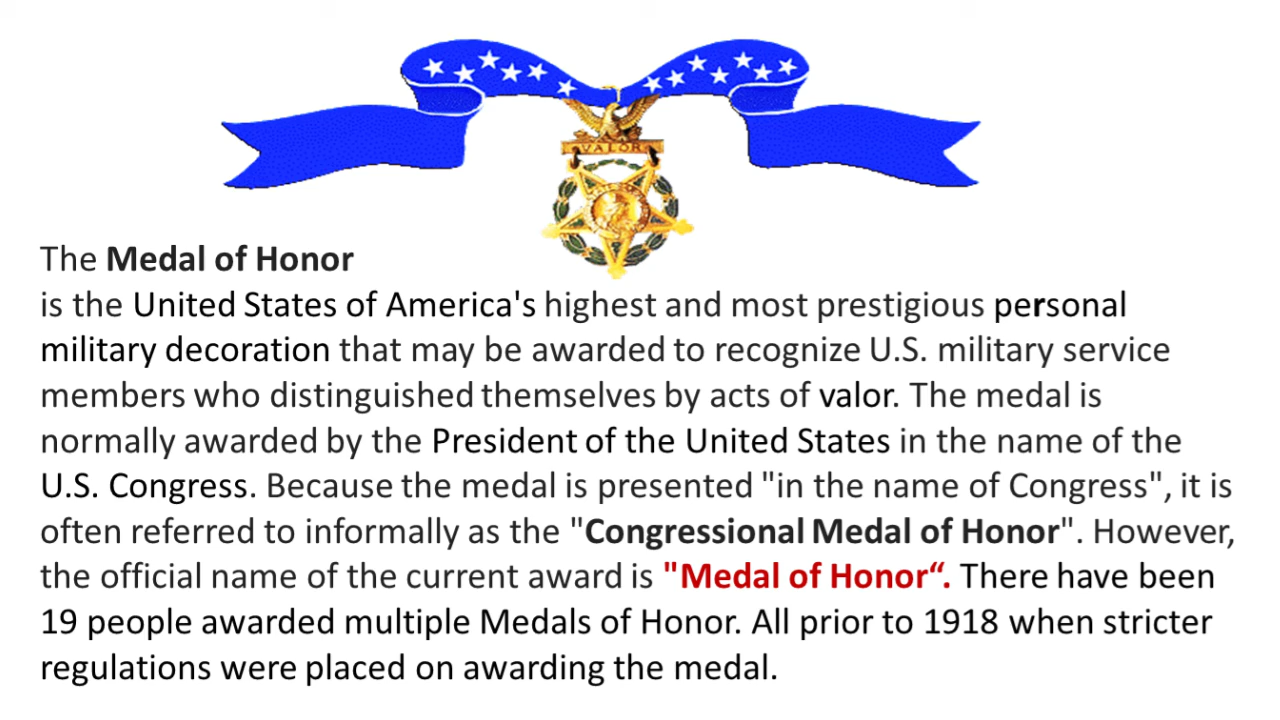 VALOR
The Medal of Honor
is the United States of America's highest and most prestigious personal
military decoration that may be awarded to recognize U.S. military service
members who distinguished themselves by acts of valor. The medal is
normally awarded by the President of the United States in the name of the
U.S. Congress. Because the medal is presented "in the name of Congress", it is
often referred to informally as the "Congressional Medal of Honor". However,
the official name of the current award is "Medal of Honor“. There have been
19 people awarded multiple Medals of Honor. All prior to 1918 when stricter
regulations were placed on awarding the medal.